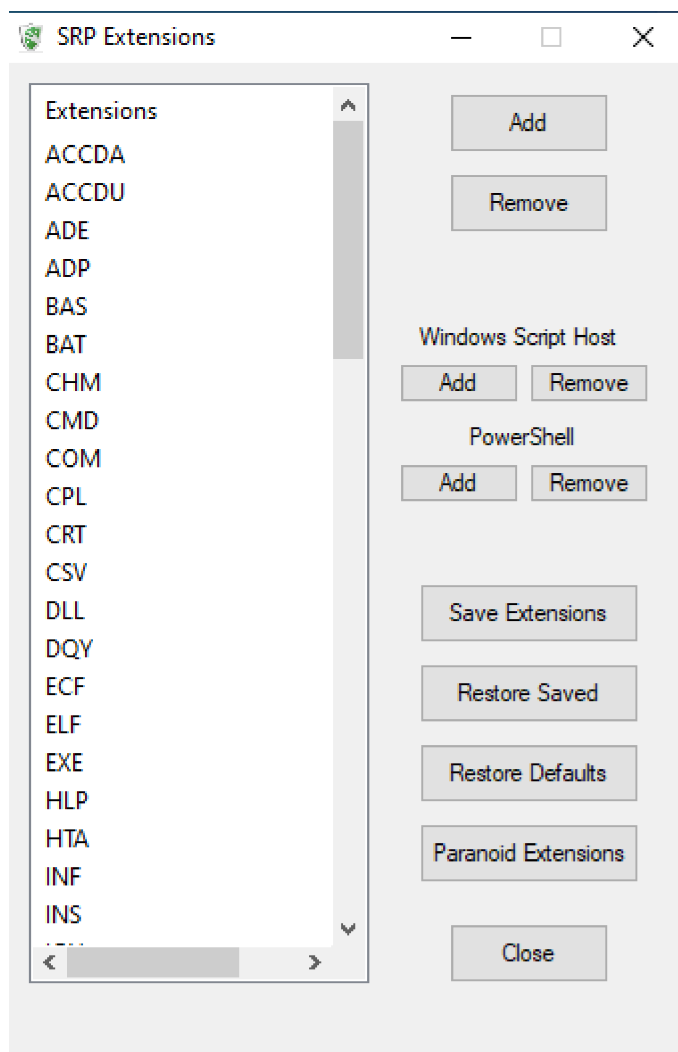 SRP Extensions
Extensions
ACCDA
ACCDU
ADE
ADP
BAS
BAT
CHM
CMD
COM
CPL
CRT
CSV
DLL
DQY
ECF
ELF
EXE
HLP
HTA
INF
INS
Add
Remove
Windows Script Host
Add Remove
PowerShell
Add Remove
Save Extensions
Restore Saved
Restore Defaults
Paranoid Extensions
Close